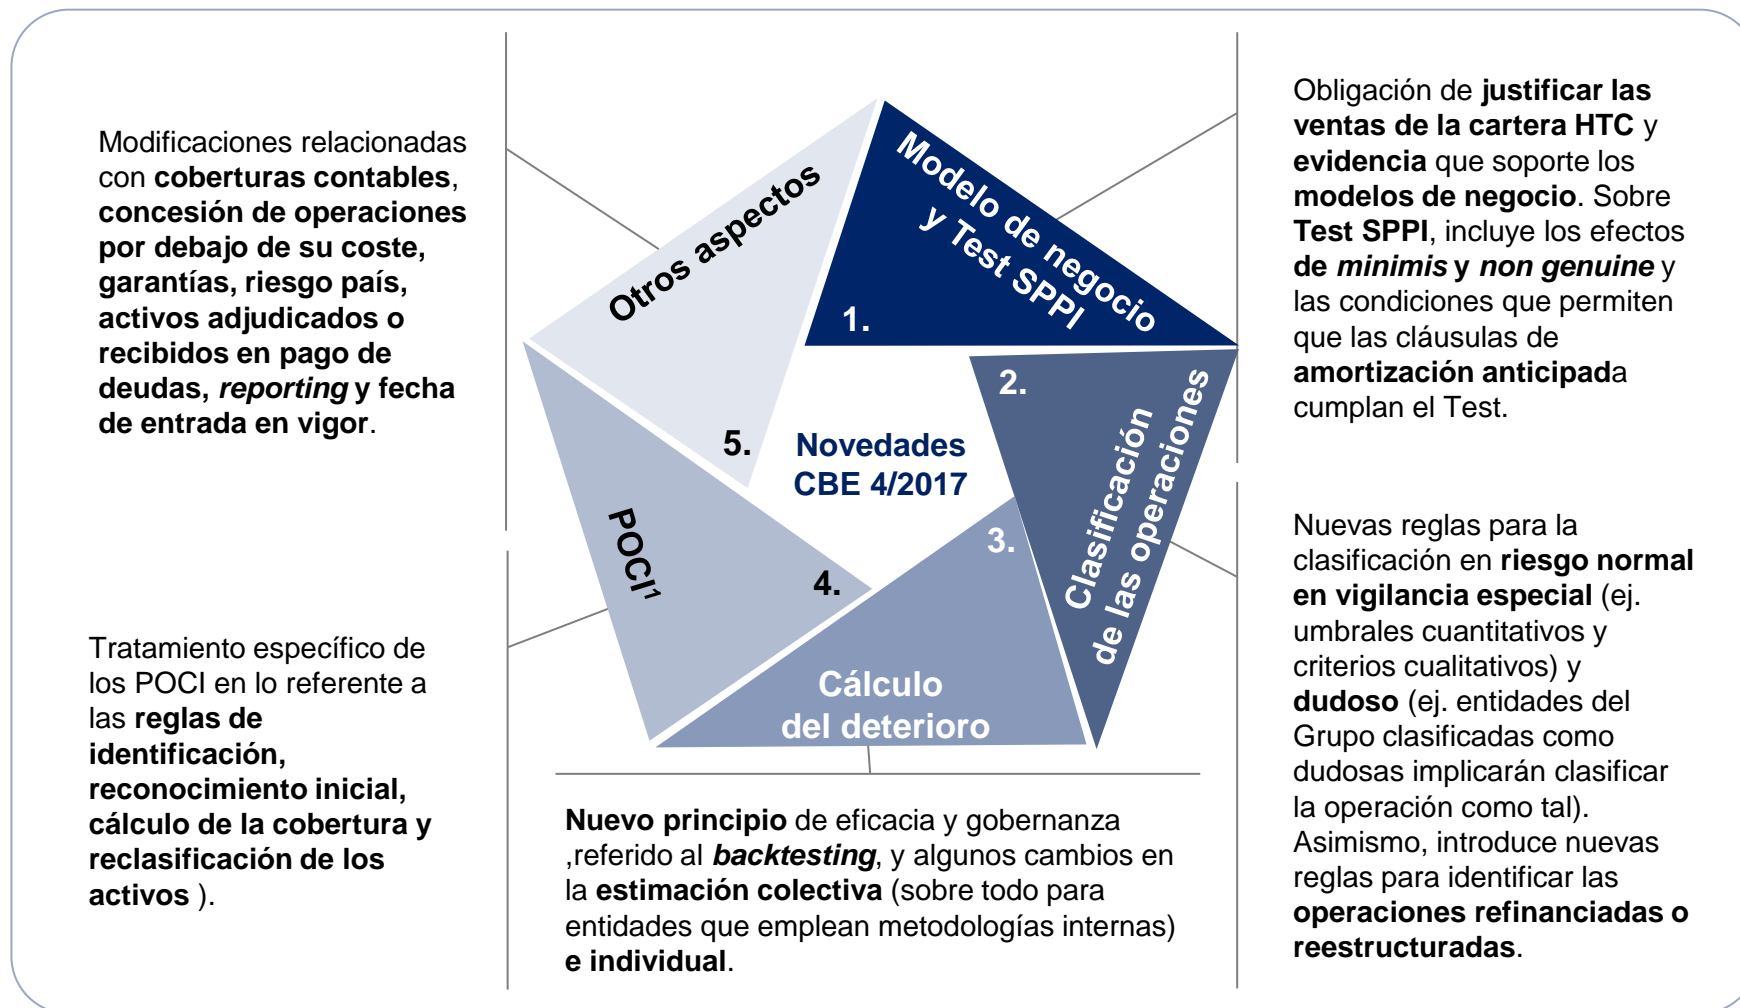 Modelo de negocio
y Test SPPI
1.
Obligación de justificar las
ventas de la cartera HTC y
evidencia que soporte los
modelos de negocio. Sobre
Test SPPI, incluye los efectos
de minimis y non genuine y
las condiciones que permiten
que las cláusulas de
amortización anticipada
cumplan el Test.
2.
Clasificación
de las operaciones
Nuevas reglas para la
clasificación en riesgo normal
en vigilancia especial (ej.
umbrales cuantitativos y
criterios cualitativos) y
dudoso (ej. entidades del
Grupo clasificadas como
dudosas implicarán clasificar
la operación como tal).
Asimismo, introduce nuevas
reglas para identificar las
operaciones refinanciadas o
reestructuradas.
3.
Cálculo
del deterioro
Nuevo principio de eficacia y gobernanza
,referido al backtesting, y algunos cambios en
la estimación colectiva (sobre todo para
entidades que emplean metodologías internas)
e individual.
4.
POCI¹
Tratamiento específico de
los POCI en lo referente a
las reglas de
identificación,
reconocimiento inicial,
cálculo de la cobertura y
reclasificación de los
activos ).
5.
Otros aspectos
Modificaciones relacionadas
con coberturas contables,
concesión de operaciones
por debajo de su coste,
garantías, riesgo país,
activos adjudicados o
recibidos en pago de
deudas, reporting y fecha
de entrada en vigor.
Novedades
CBE 4/2017